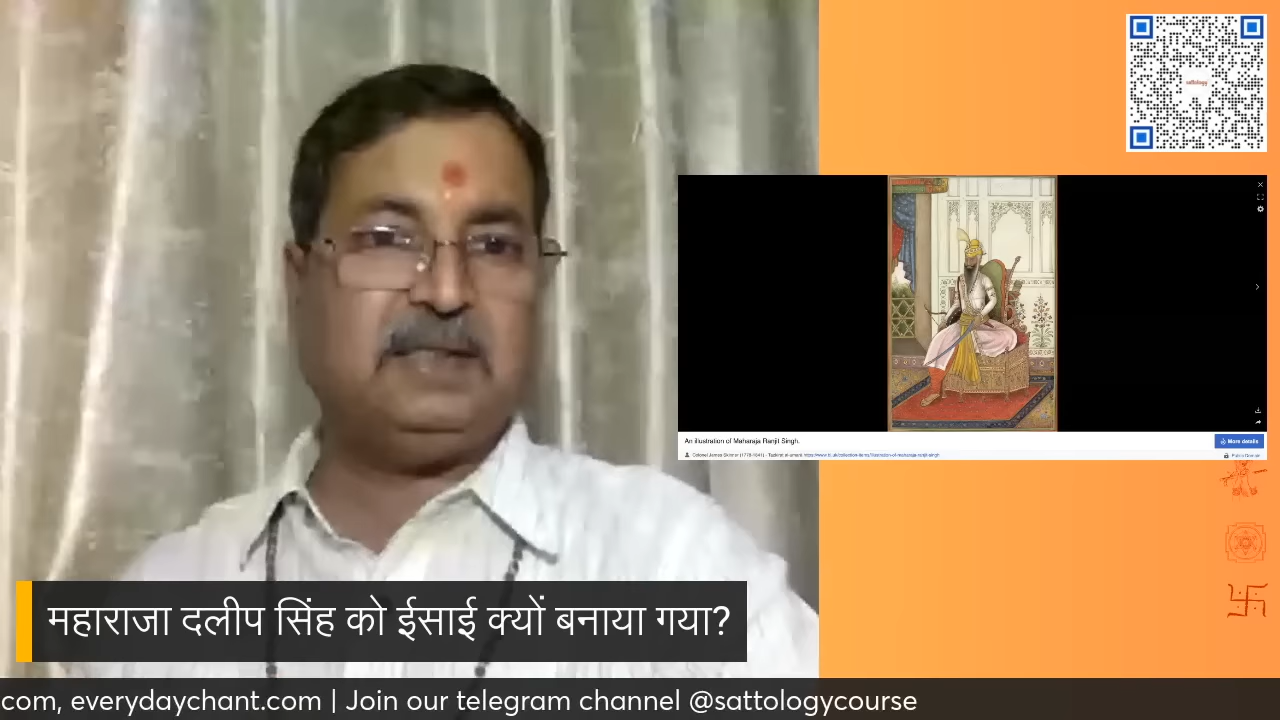 sattology
An illustration of Maharaja Ranjit Singh.
More details
महाराजा दलीप सिंह को ईसाई क्यों बनाया गया?
com, everydaychant.com | Join our telegram channel @sattologycourse